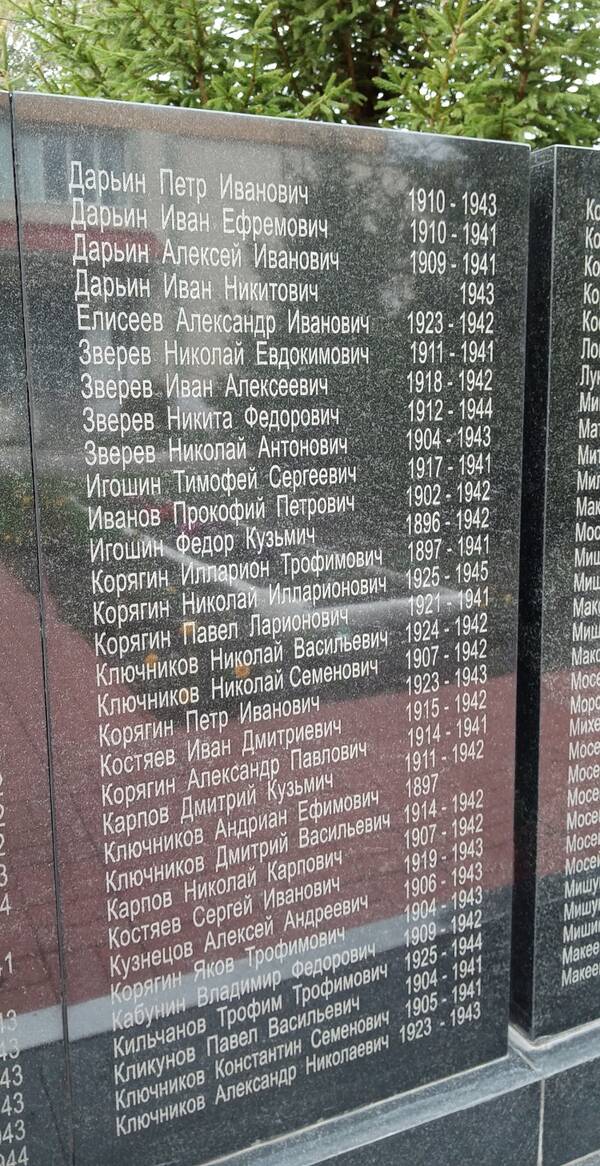 Дарьин Петр Иванович 1910 - 1943
Дарьин Иван Ефремович 1910 - 1941
Дарьин Алексей Иванович 1909 - 1941
Дарьин Иван Никитович 1943
Елисеев Александр Иванович 1923 - 1942
Зверев Николай Евдокимович 1911 - 1941
Зверев Иван Алексеевич 1918 - 1942
Зверев Никита Федорович 1912 - 1944
Зверев Николай Антонович 1904 - 1943
Игошин Тимофей Сергеевич 1917 - 1941
Иванов Прокофий Петрович 1902 - 1942
Игошин Федор Кузьмич 1896 - 1942
Корягин Илларион Трофимович 1897 - 1941
Корягин Николай Илларионович 1925 - 1945
Корягин Павел Ларионович 1921 - 1941
Ключников Николай Васильевич 1924 - 1942
Ключников Николай Семенович 1907 - 1942
Корягин Петр Иванович 1923 - 1943
Костяев Иван Дмитриевич 1915 - 1942
Корягин Александр Павлович 1914 - 1941
Карпов Дмитрий Кузьмич 1911 - 1942
Ключников Андриан Ефимович 1897
Ключников Дмитрий Васильевич 1914 - 1942
Карпов Николай Карпович 1907 - 1942
Костяев Сергей Иванович 1919 - 1943
Кузнецов Алексей Андреевич 1906 - 1943
Корягин Яков Трофимович 1904 - 1943
Кабунин Владимир Федорович 1909 - 1942
Кильчанов Трофим Трофимович 1925 - 1944
Кликунов Павел Васильевич 1904 - 1941
Ключников Константин Семенович 1905 - 1941
Ключников Александр Николаевич 1923 - 1943